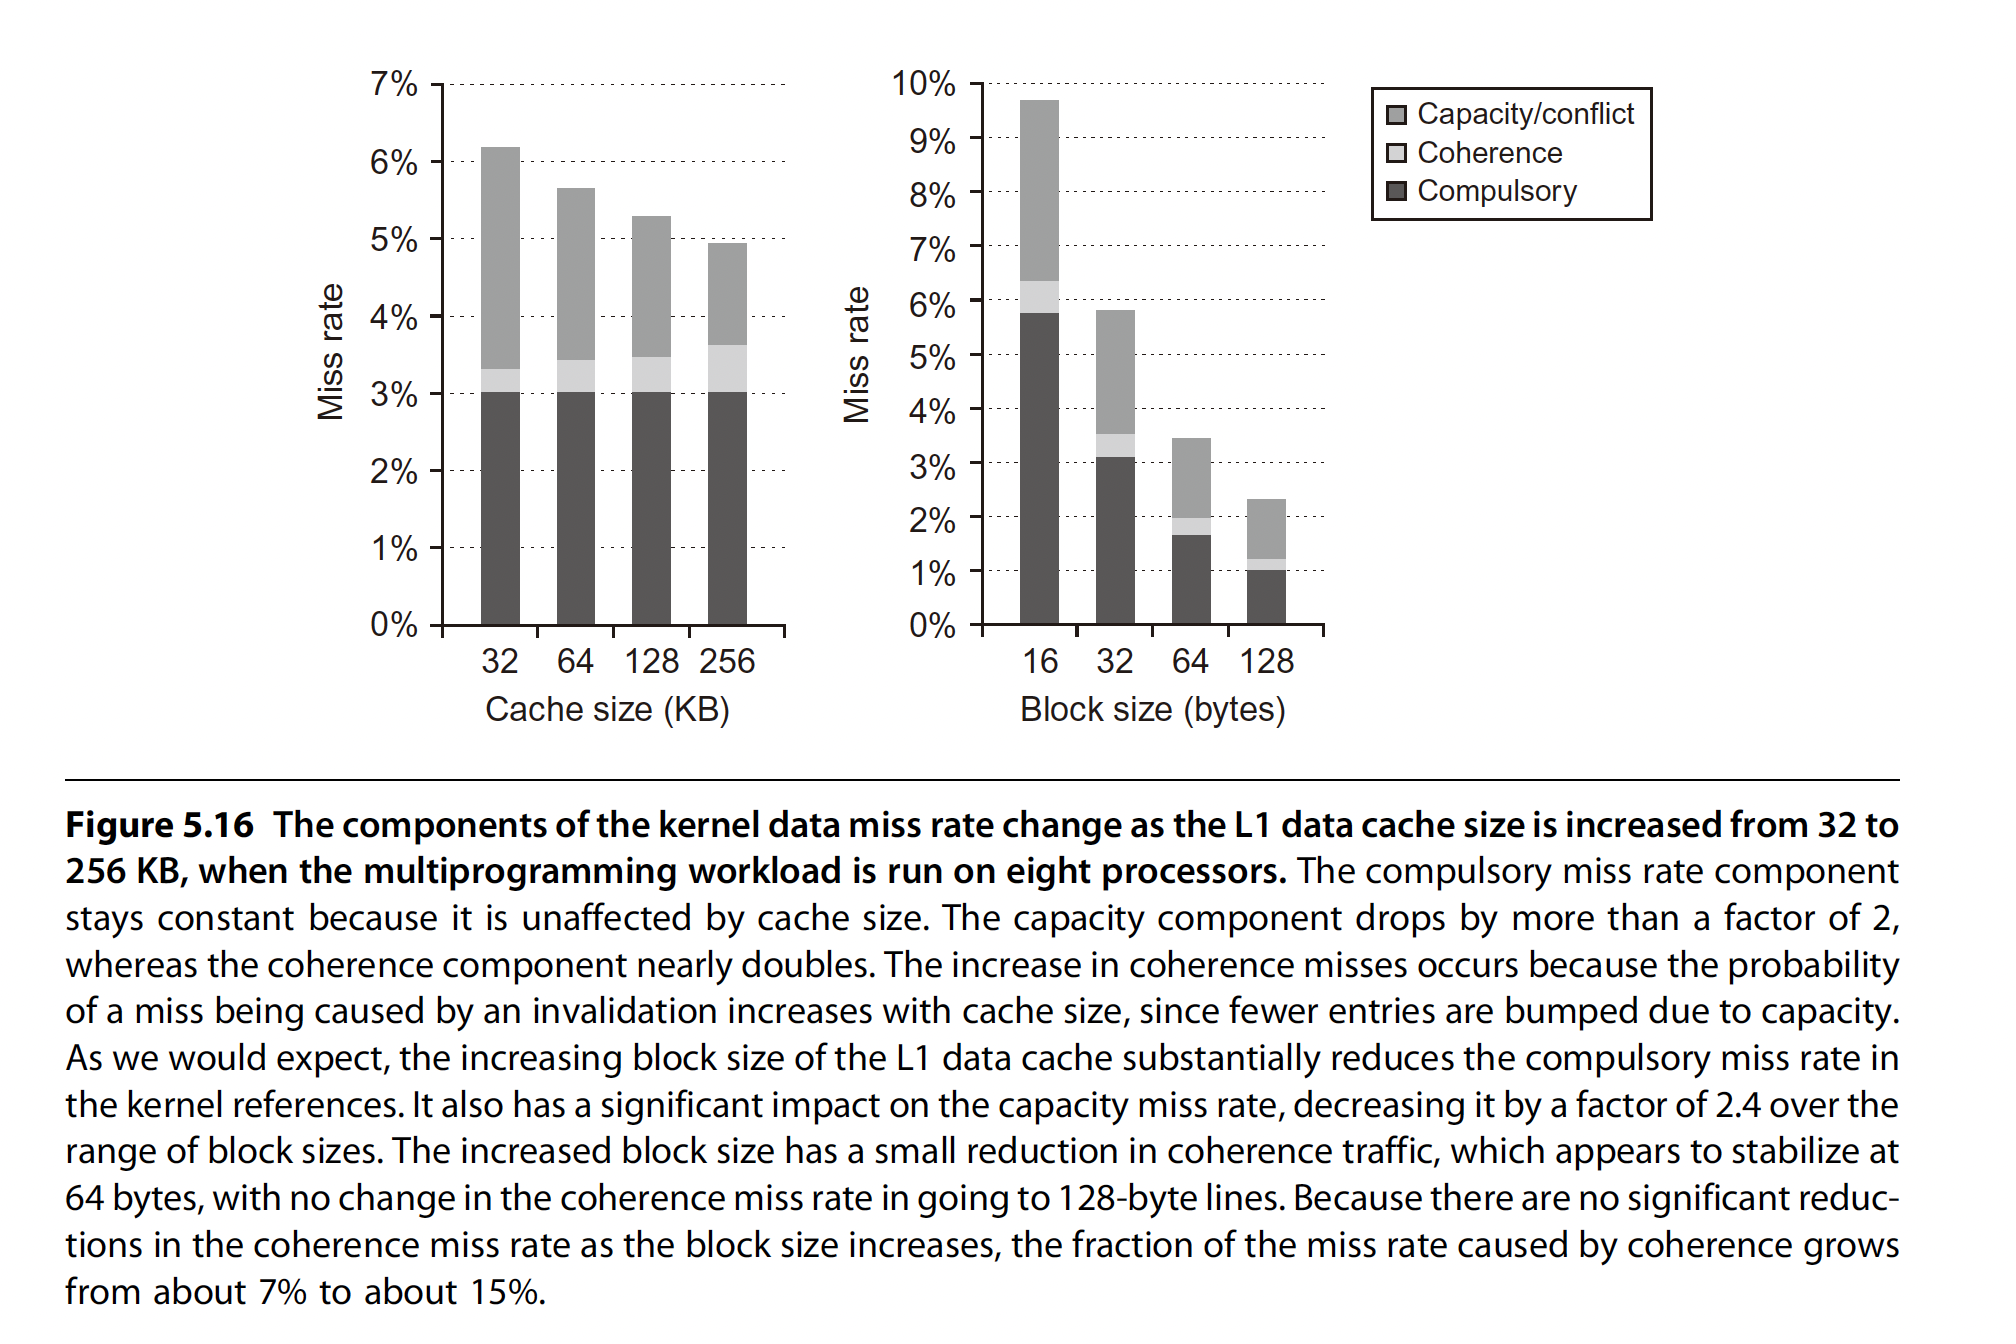 7%
6%
5%
4%
3%
2%
1%
0%
Miss rate
32 64 128 256
Cache size (KB)
10%
9%
8%
7%
6%
5%
4%
3%
2%
1%
0%
Miss rate
16 32 64 128
Block size (bytes)
Capacity/conflict
Coherence
Compulsory
Figure 5.16 The components of the kernel data miss rate change as the L1 data cache size is increased from 32 to
256 KB, when the multiprogramming workload is run on eight processors. The compulsory miss rate component
stays constant because it is unaffected by cache size. The capacity component drops by more than a factor of 2,
whereas the coherence component nearly doubles. The increase in coherence misses occurs because the probability
of a miss being caused by an invalidation increases with cache size, since fewer entries are bumped due to capacity.
As we would expect, the increasing block size of the L1 data cache substantially reduces the compulsory miss rate in
the kernel references. It also has a significant impact on the capacity miss rate, decreasing it by a factor of 2.4 over the
range of block sizes. The increased block size has a small reduction in coherence traffic, which appears to stabilize at
64 bytes, with no change in the coherence miss rate in going to 128-byte lines. Because there are no significant reduc-
tions in the coherence miss rate as the block size increases, the fraction of the miss rate caused by coherence grows
from about 7% to about 15%.